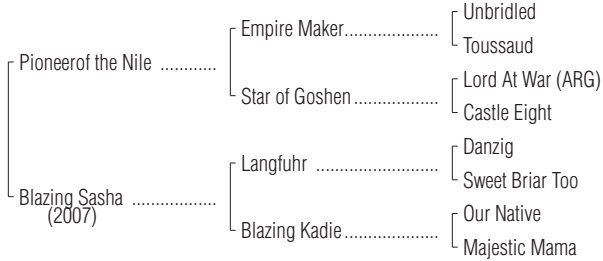 Unbridled
Empire Maker....................
Toussaud
Pioneerof the Nile ............
Lord At War (ARG)
Star of Goshen..................
Castle Eight
Danzig
Langfuhr ..........................
Sweet Briar Too
Blazing Sasha ..................
(2007)
Our Native
Blazing Kadie....................
Majestic Mama